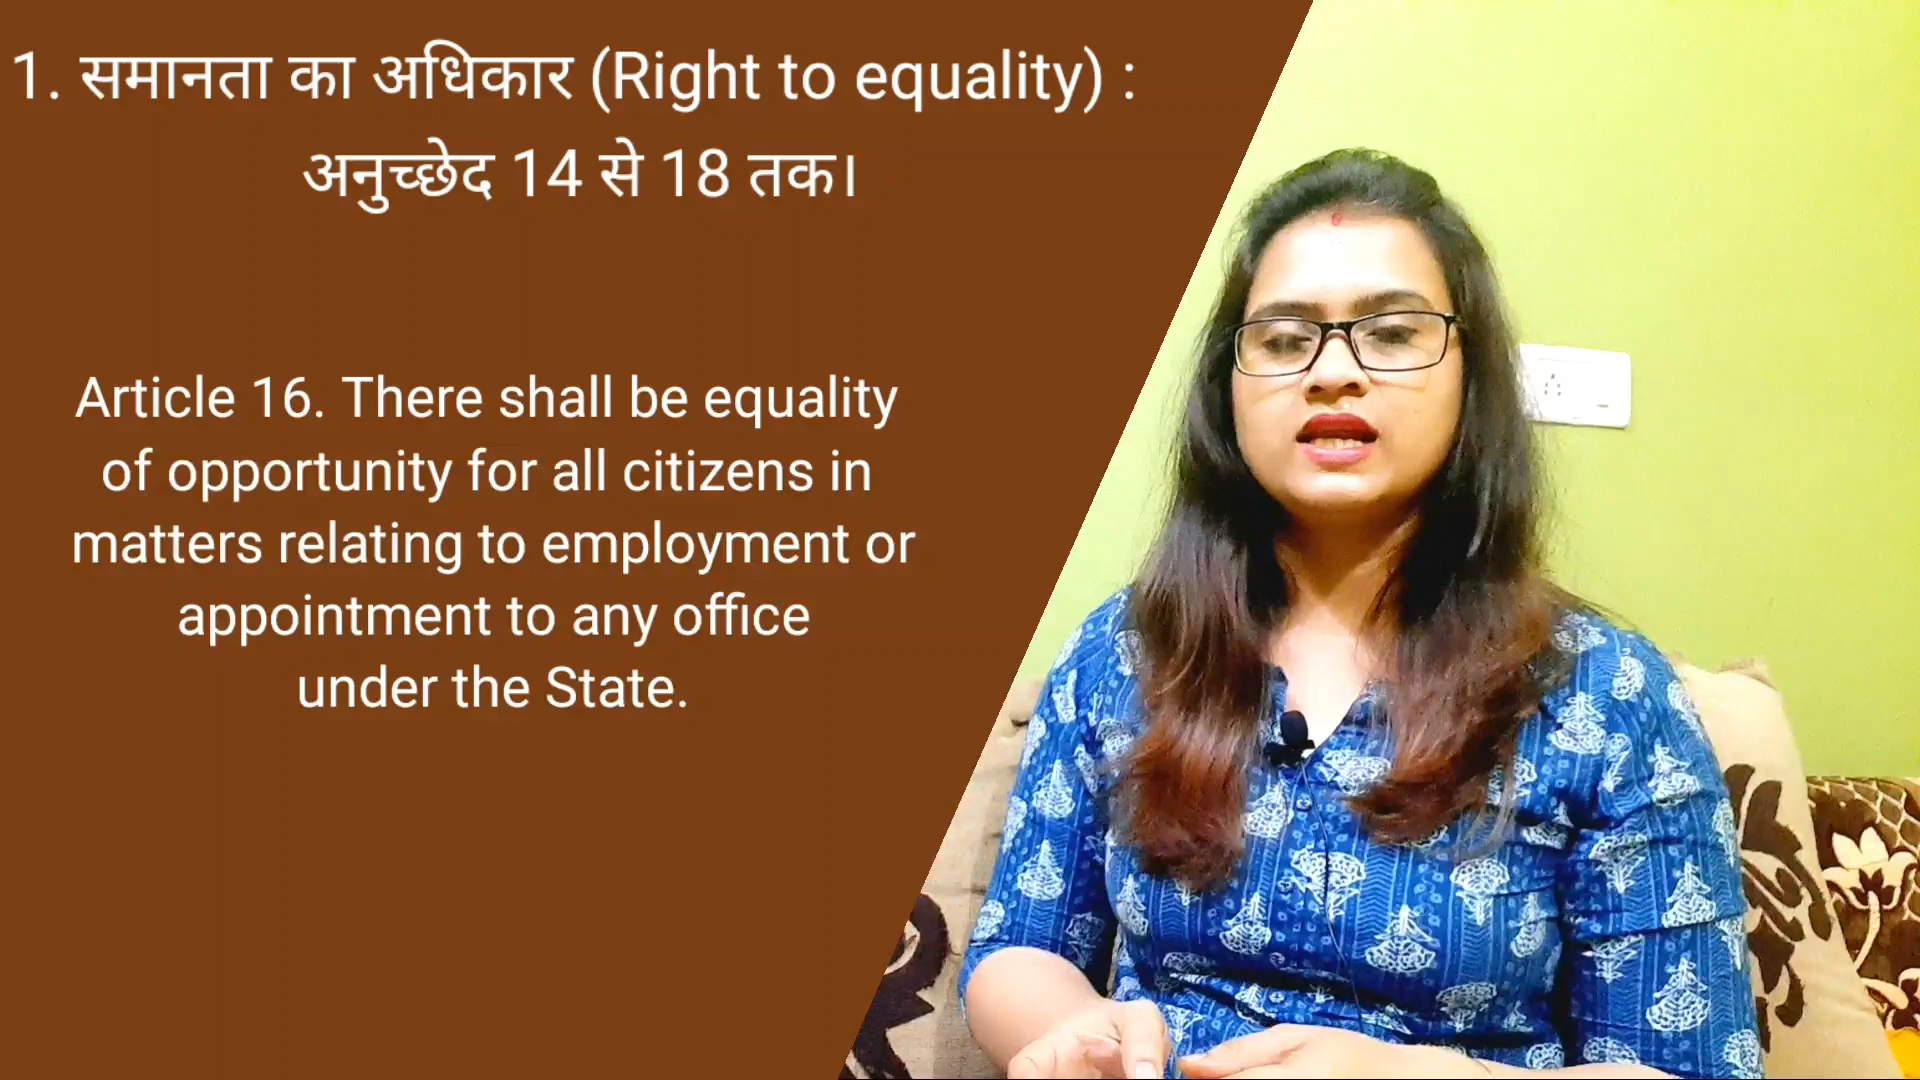 1. समानता का अधिकार (Right to equality) :
अनुच्छेद 14 से 18 तक।
Article 16. There shall be equality
of opportunity for all citizens in
matters relating to employment or
appointment to any office
under the State.